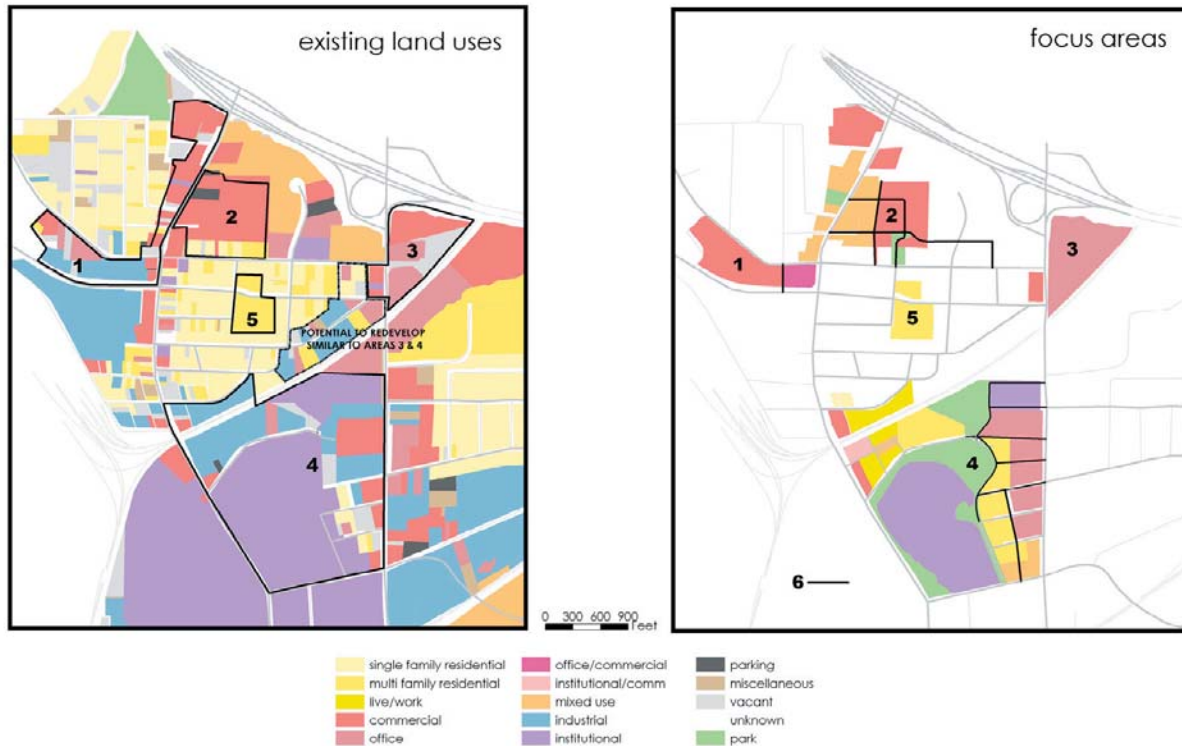 existing land uses
1
2
3
4
5
POTENTIAL TO REDEVELOP
SIMILAR TO AREAS 3 & 4
focus areas
1
2
3
4
5
6
0 300 600 900
Feet
single family residential
multi family residential
live/work
commercial
office
office/commercial
institutional/comm
mixed use
industrial
institutional
parking
miscellaneous
vacant
unknown
park